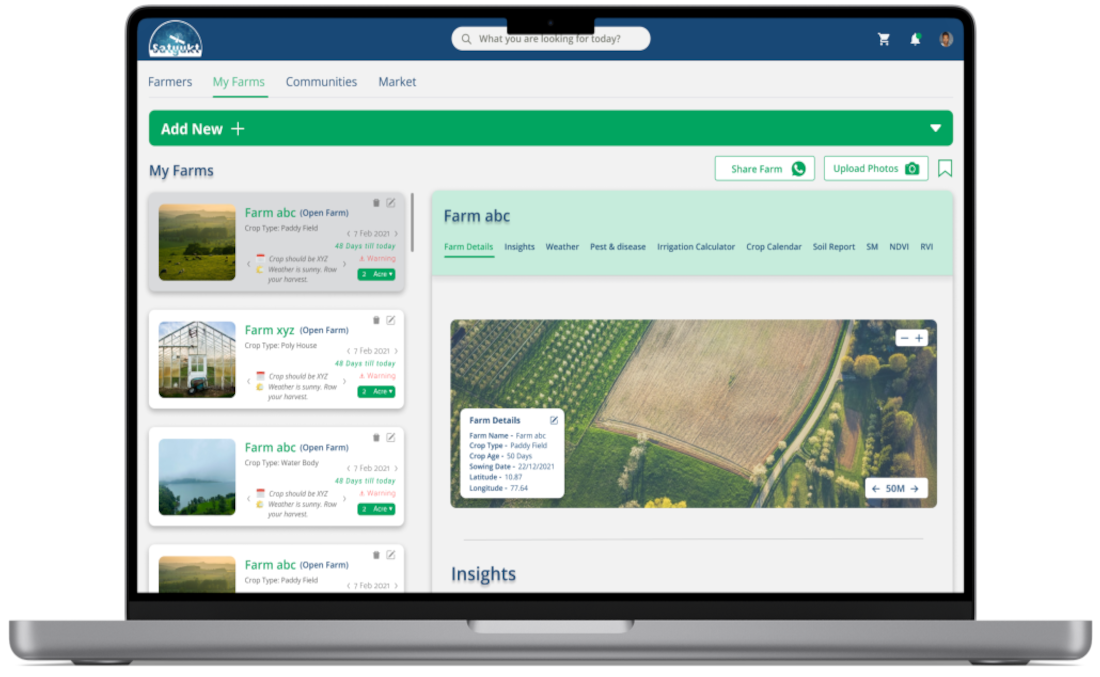 Satyukt
What you are looking for today?
Farmers My Farms Communities Market
Add New +
My Farms
Share Farm
Upload Photos
Farm abc (Open Farm)
Crop Type: Paddy Field
< 7 Feb 2021 >
48 Days till today
Crop should be XYZ
Weather is sunny. Row
your harvest.
Warning
2 Acre
Farm xyz (Open Farm)
Crop Type: Poly House
< 7 Feb 2021 >
48 Days till today
Crop should be XYZ
Weather is sunny. Row
your harvest.
Warning
2 Acre
Farm abc (Open Farm)
Crop Type: Water Body
< 7 Feb 2021 >
48 Days till today
Crop should be XYZ
Weather is sunny. Row
your harvest.
Warning
2 Acre
Farm abc (Open Farm)
Crop Type: Paddy Field
< 7 Feb 2021 >
Farm abc
Farm Details Insights Weather Pest & disease Irrigation Calculator Crop Calendar Soil Report SM NDVI RVI
− +
Farm Details
Farm Name - Farm abc
Crop Type - Paddy Field
Crop Age - 50 Days
Sowing Date - 22/12/2021
Latitude - 10.87
Longitude - 77.64
← 50M →
Insights